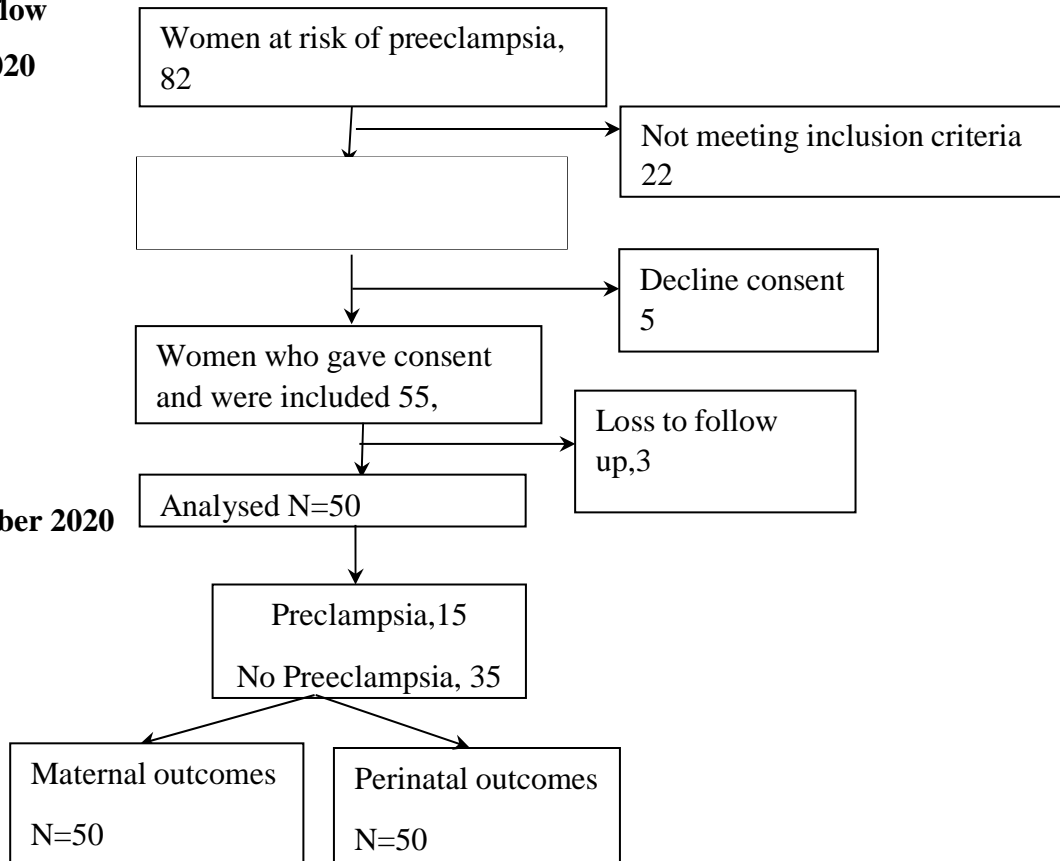 low
Women at risk of preeclampsia,
82
020
Not meeting inclusion criteria
22
Decline consent
5
Women who gave consent
and were included 55,
Loss to follow
up,3
Analysed N=50
ber 2020
Preclampsia,15
No Preeclampsia, 35
Maternal outcomes
N=50
Perinatal outcomes
N=50